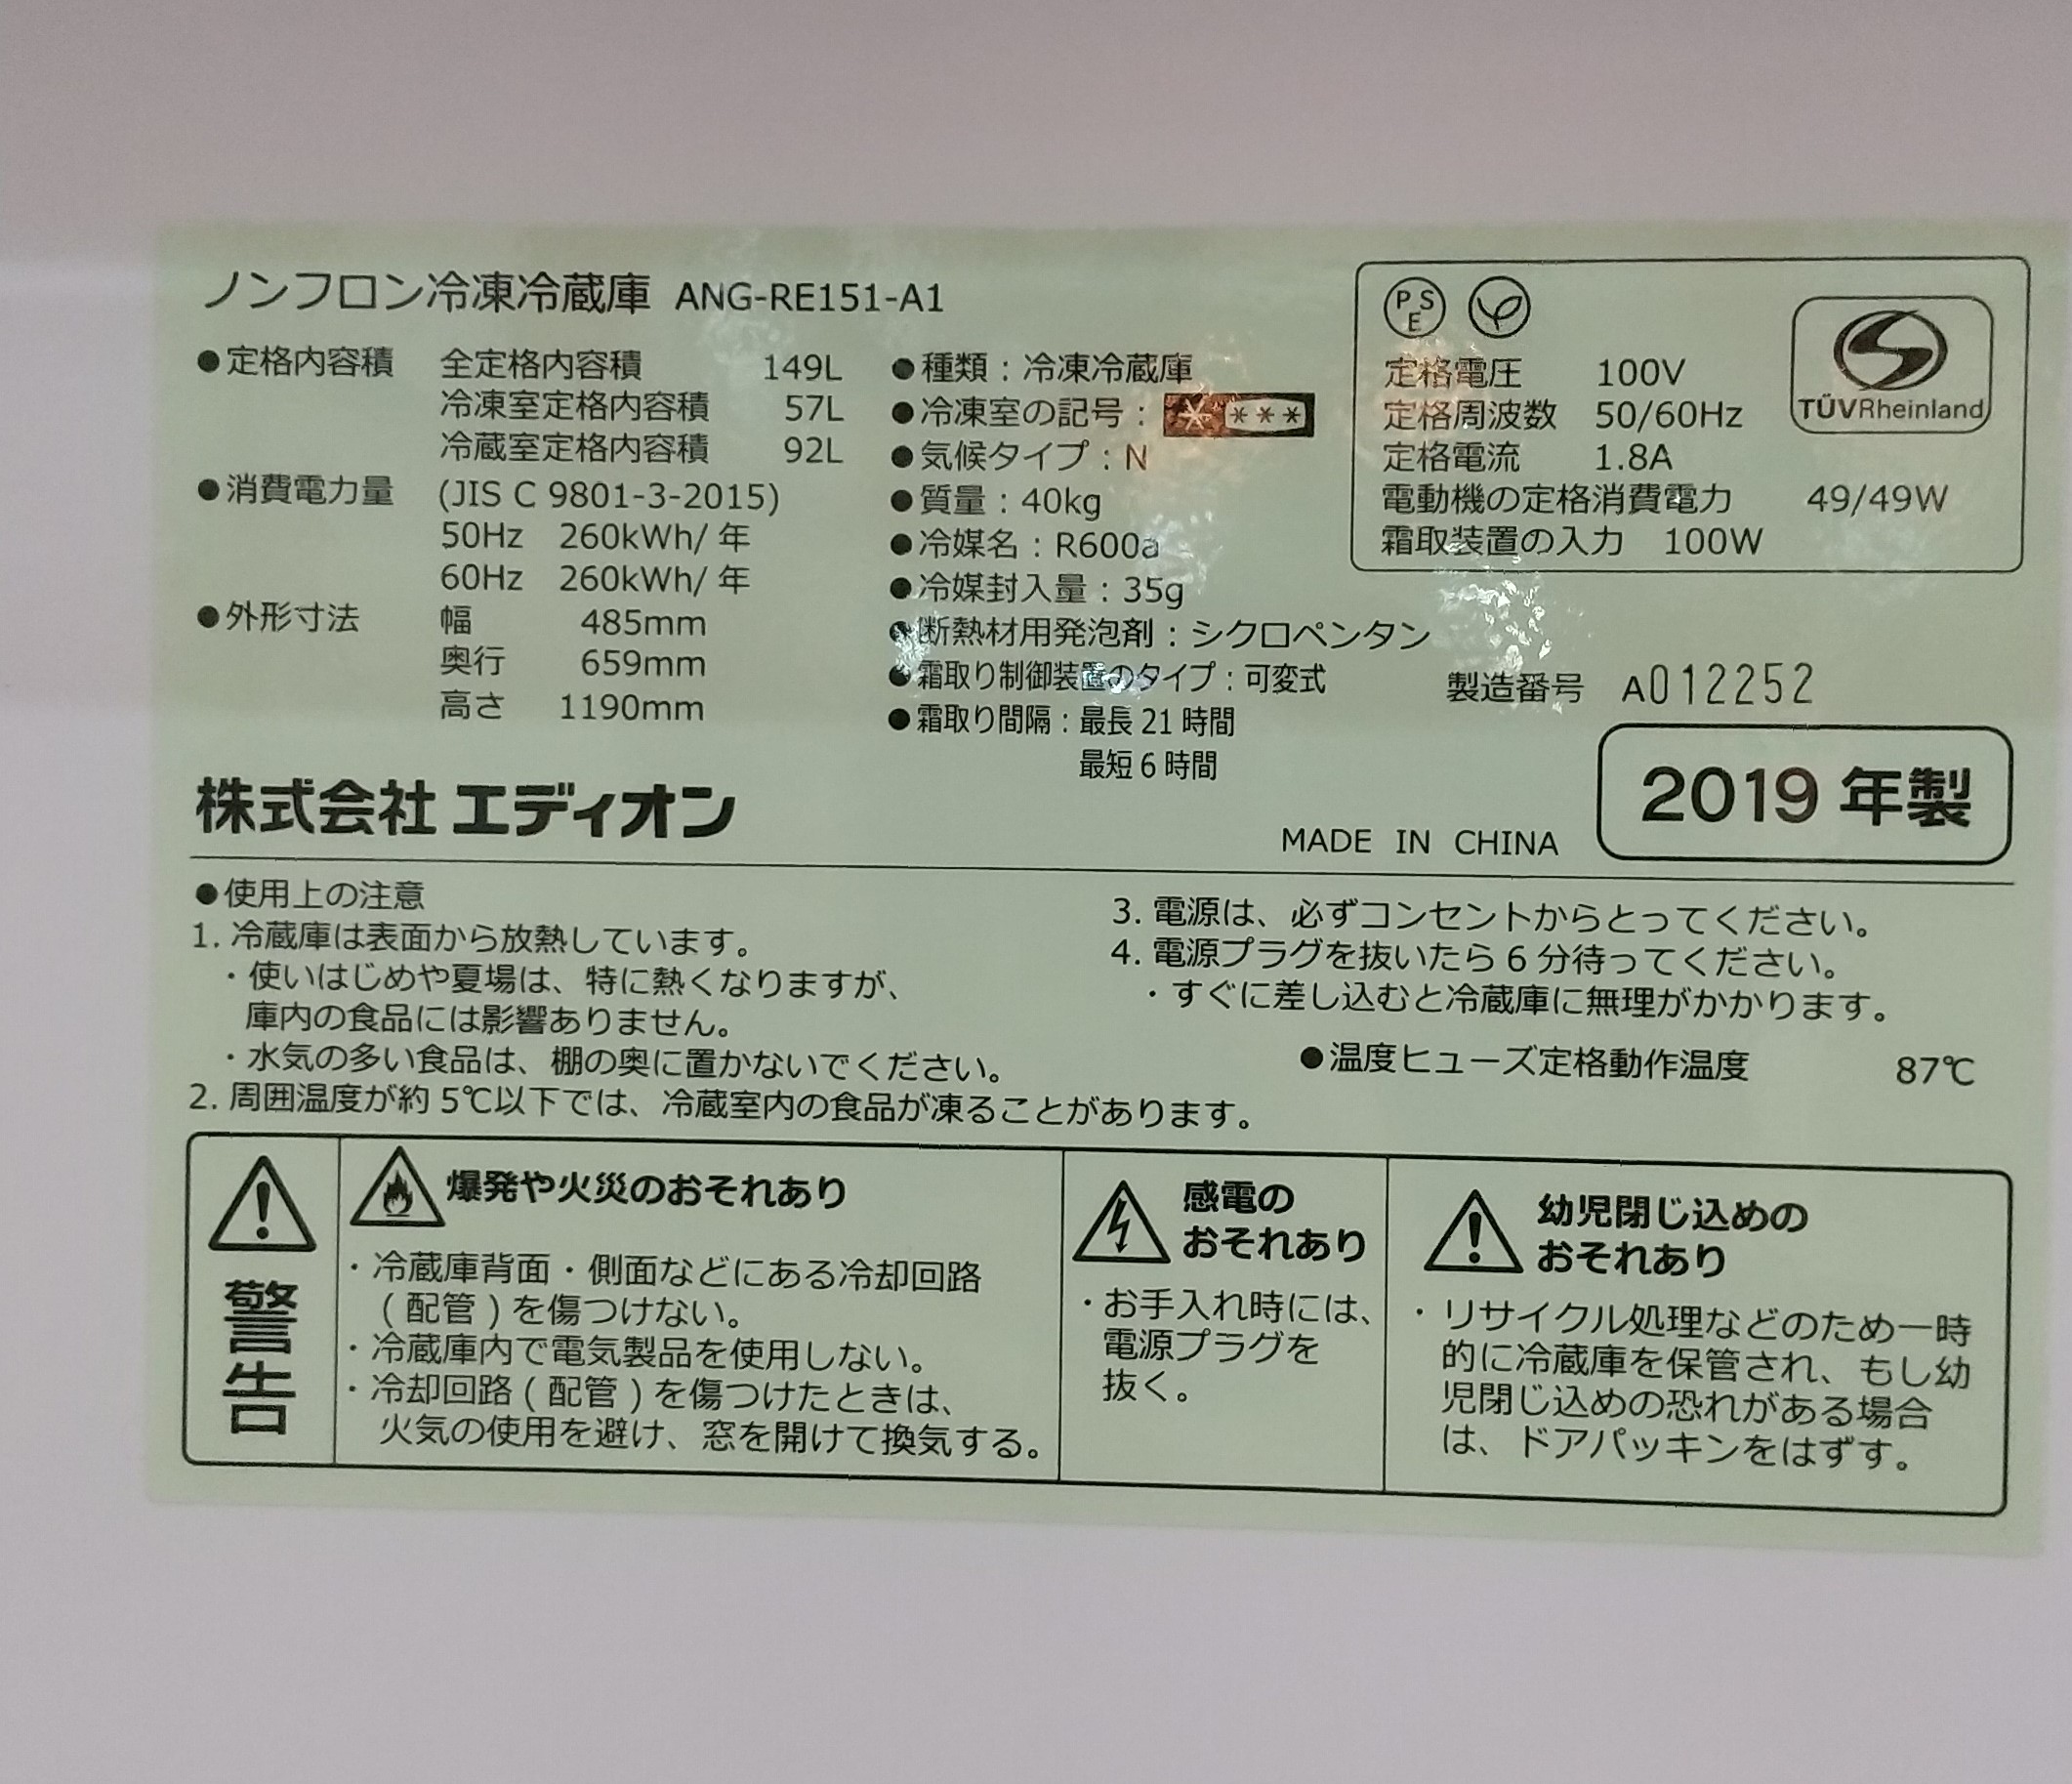 ノンフロン冷凍冷蔵庫 ANG-RE151-A1
●定格内容積 全定格内容積 149L
冷凍室定格内容積 57L
冷蔵室定格内容積 92L
●消費電力量 (JIS C 9801-3-2015)
50Hz 260kWh/年
60Hz 260kWh/年
●外形寸法 幅 485mm
奥行 659mm
高さ 1190mm
●種類：冷凍冷蔵庫
●冷凍室の記号：* ***
●気候タイプ：N
●質量：40kg
●冷媒名：R600a
●冷媒封入量：35g
●断熱材用発泡剤：シクロペンタン
●霜取り制御装置のタイプ：可変式
●霜取り間隔：最長21時間
最短6時間
PSE
TÜVRheinland
定格電圧 100V
定格周波数 50/60Hz
定格電流 1.8A
電動機の定格消費電力 49/49W
霜取装置の入力 100W
製造番号 A012252
株式会社エディオン
MADE IN CHINA
2019年製
●使用上の注意
1. 冷蔵庫は表面から放熱しています。
・使いはじめや夏場は、特に熱くなりますが、
庫内の食品には影響ありません。
・水気の多い食品は、棚の奥に置かないでください。
2. 周囲温度が約5℃以下では、冷蔵室内の食品が凍ることがあります。
3. 電源は、必ずコンセントからとってください。
4. 電源プラグを抜いたら6分待ってください。
・すぐに差し込むと冷蔵庫に無理がかかります。
●温度ヒューズ定格動作温度 87℃
警告
爆発や火災のおそれあり
・冷蔵庫背面・側面などにある冷却回路
(配管)を傷つけない。
・冷蔵庫内で電気製品を使用しない。
・冷却回路(配管)を傷つけたときは、
火気の使用を避け、窓を開けて換気する。
感電の
おそれあり
・お手入れ時には、
電源プラグを
抜く。
幼児閉じ込めの
おそれあり
・リサイクル処理などのため一時
的に冷蔵庫を保管され、もし幼
児閉じ込めの恐れがある場合
は、ドアパッキンをはずす。